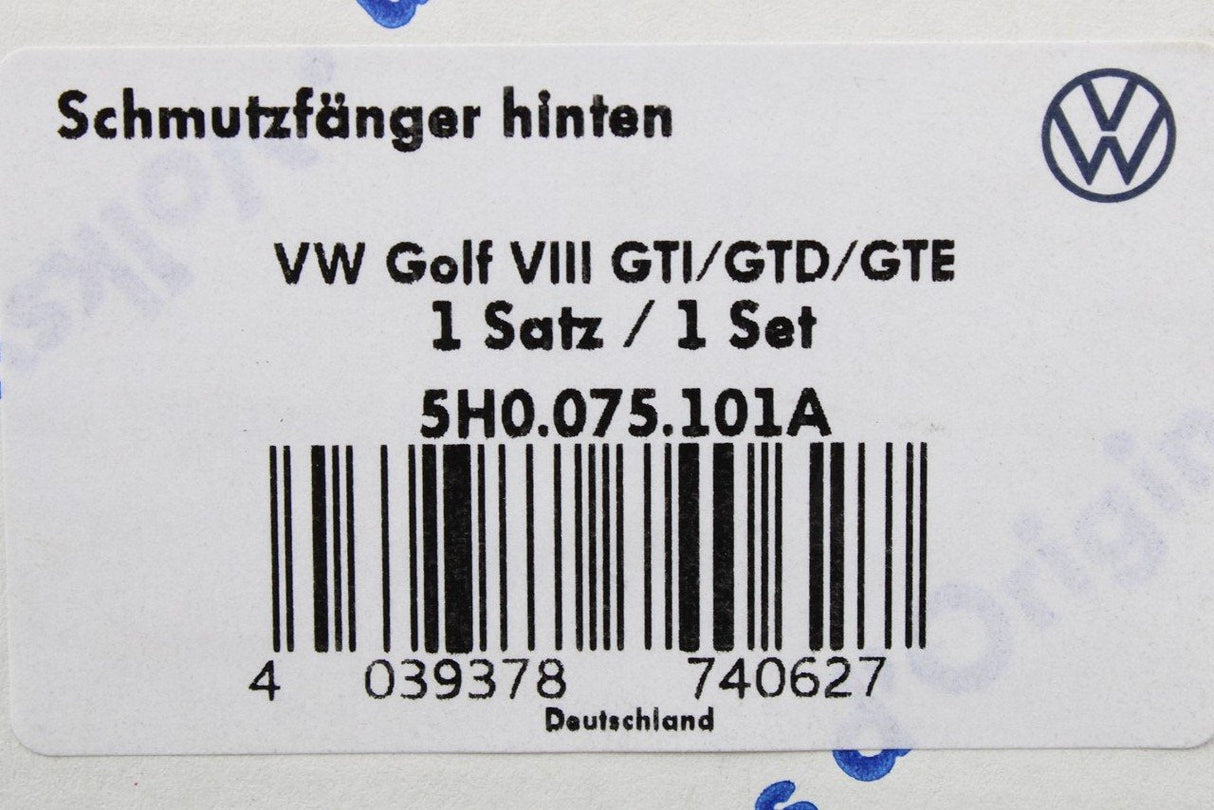 Schmutzfänger hinten
VW Golf VIII GTI/GTD/GTE
1 Satz / 1 Set
5H0.075.101A
4 039378 740627
Deutschland